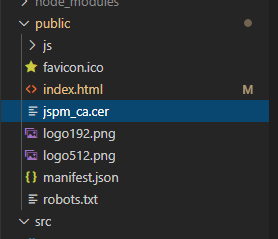 node_modules
public
js
favicon.ico
index.html M
jspm_ca.cer
logo192.png
logo512.png
manifest.json
robots.txt
src